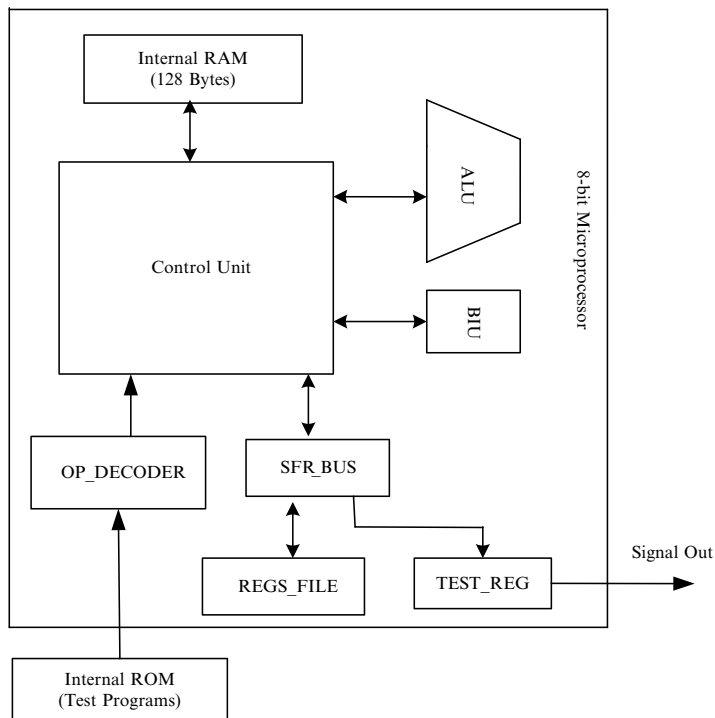 Internal RAM
(128 Bytes)
ALU
8-bit Microprocessor
Control Unit
BIU
OP_DECODER
SFR_BUS
Signal Out
REGS_FILE
TEST_REG
Internal ROM
(Test Programs)